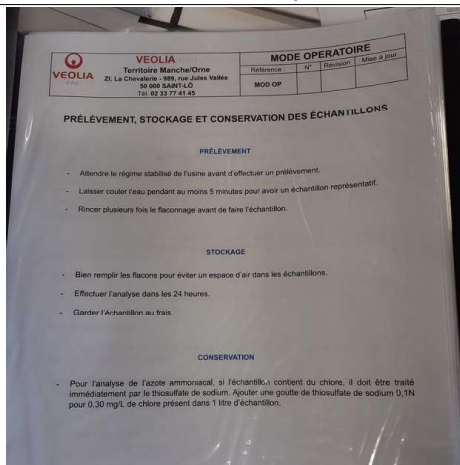 VEOLIA
EAU
VEOLIA
Territoire Manche/Orne
ZI. La Chevalerie - 989, rue Jules Vallès
50 000 SAINT-LÔ
Tél. 02 33 77 41 45
MODE OPERATOIRE
Référence N° Révision Mise à jour
MOD OP
PRÉLÈVEMENT, STOCKAGE ET CONSERVATION DES ÉCHANTILLONS
PRÉLÈVEMENT
- Attendre le régime stabilisé de l'usine avant d'effectuer un prélèvement.
- Laisser couler l'eau pendant au moins 5 minutes pour avoir un échantillon représentatif.
- Rincer plusieurs fois le flaconnage avant de faire l'échantillon.
STOCKAGE
- Bien remplir les flacons pour éviter un espace d'air dans les échantillons.
- Effectuer l'analyse dans les 24 heures.
- Garder l'échantillon au frais.
CONSERVATION
- Pour l'analyse de l'azote ammoniacal, si l'échantillon contient du chlore, il doit être traité
immédiatement par le thiosulfate de sodium. Ajouter une goutte de thiosulfate de sodium 0,1N
pour 0,30 mg/L de chlore présent dans 1 litre d'échantillon.